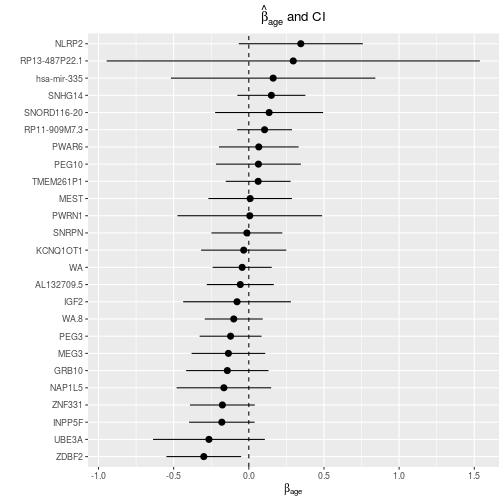 β̂age and CI
NLRP2
RP13-487P22.1
hsa-mir-335
SNHG14
SNORD116-20
RP11-909M7.3
PWAR6
PEG10
TMEM261P1
MEST
PWRN1
SNRPN
KCNQ1OT1
WA
AL132709.5
IGF2
WA.8
PEG3
MEG3
GRB10
NAP1L5
ZNF331
INPP5F
UBE3A
ZDBF2
-1.0 -0.5 0.0 0.5 1.0 1.5
βage